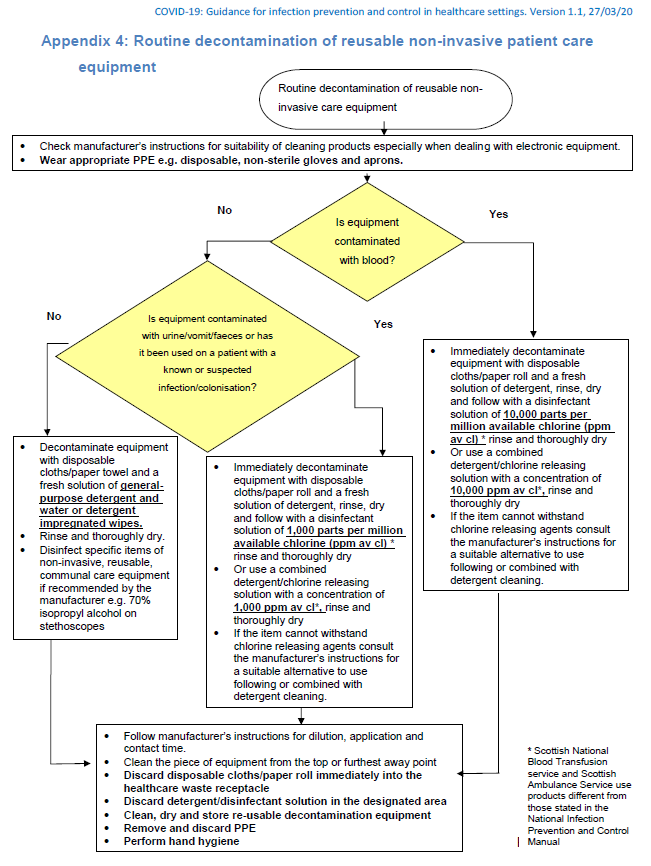 COVID-19: Guidance for infection prevention and control in healthcare settings. Version 1.1, 27/03/20
Appendix 4: Routine decontamination of reusable non-invasive patient care
equipment
Routine decontamination of reusable non-
invasive care equipment
• Check manufacturer's instructions for suitability of cleaning products especially when dealing with electronic equipment.
• Wear appropriate PPE e.g. disposable, non-sterile gloves and aprons.
No
Yes
Is equipment
contaminated
with blood?
No
Yes
Is equipment contaminated
with urine/vomit/faeces or has
it been used on a patient with a
known or suspected
infection/colonisation?
• Decontaminate equipment
with disposable
cloths/paper towel and a
fresh solution of general-
purpose detergent and
water or detergent
impregnated wipes.
• Rinse and thoroughly dry.
• Disinfect specific items of
non-invasive, reusable,
communal care equipment
if recommended by the
manufacturer e.g. 70%
isopropyl alcohol on
stethoscopes
• Immediately decontaminate
equipment with disposable
cloths/paper roll and a fresh
solution of detergent, rinse, dry
and follow with a disinfectant
solution of 1,000 parts per million
available chlorine (ppm av cl) *
rinse and thoroughly dry
• Or use a combined
detergent/chlorine releasing
solution with a concentration of
1,000 ppm av cl*, rinse and
thoroughly dry
• If the item cannot withstand
chlorine releasing agents consult
the manufacturer's instructions for
a suitable alternative to use
following or combined with
detergent cleaning.
• Immediately decontaminate
equipment with disposable
cloths/paper roll and a fresh
solution of detergent, rinse, dry
and follow with a disinfectant
solution of 10,000 parts per
million available chlorine (ppm
av cl) * rinse and thoroughly dry
• Or use a combined
detergent/chlorine releasing
solution with a concentration of
10,000 ppm av cl*, rinse and
thoroughly dry
• If the item cannot withstand
chlorine releasing agents consult
the manufacturer's instructions for
a suitable alternative to use
following or combined with
detergent cleaning.
• Follow manufacturer's instructions for dilution, application and
contact time.
• Clean the piece of equipment from the top or furthest away point
• Discard disposable cloths/paper roll immediately into the
healthcare waste receptacle
• Discard detergent/disinfectant solution in the designated area
• Clean, dry and store re-usable decontamination equipment
• Remove and discard PPE
• Perform hand hygiene
* Scottish National
Blood Transfusion
service and Scottish
Ambulance Service use
products different from
those stated in the
National Infection
Prevention and Control
Manual